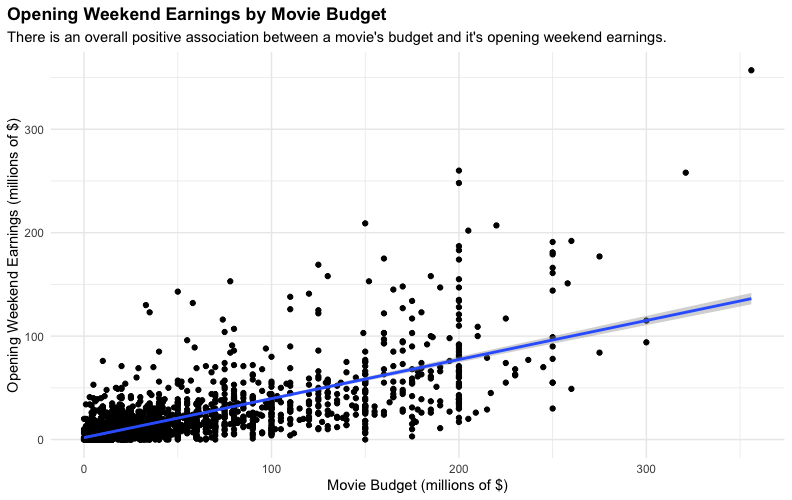 Opening Weekend Earnings by Movie Budget
There is an overall positive association between a movie's budget and it's opening weekend earnings.
Opening Weekend Earnings (millions of $)
300
200
100
0
0
100
200
300
Movie Budget (millions of $)